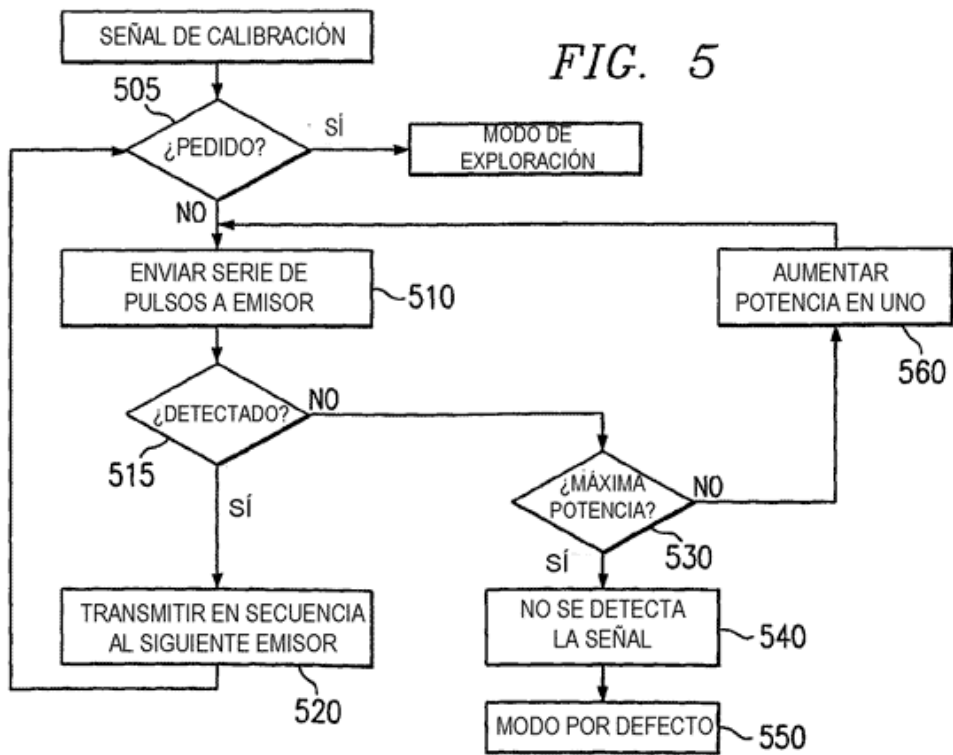 SEÑAL DE CALIBRACIÓN
FIG. 5
505
¿PEDIDO?
SÍ
MODO DE
EXPLORACIÓN
NO
ENVIAR SERIE DE
PULSOS A EMISOR
510
AUMENTAR
POTENCIA EN UNO
560
¿DETECTADO?
NO
515
SÍ
¿MÁXIMA
POTENCIA?
NO
530
SÍ
TRANSMITIR EN SECUENCIA
AL SIGUIENTE EMISOR
520
NO SE DETECTA
LA SEÑAL
540
MODO POR DEFECTO
550